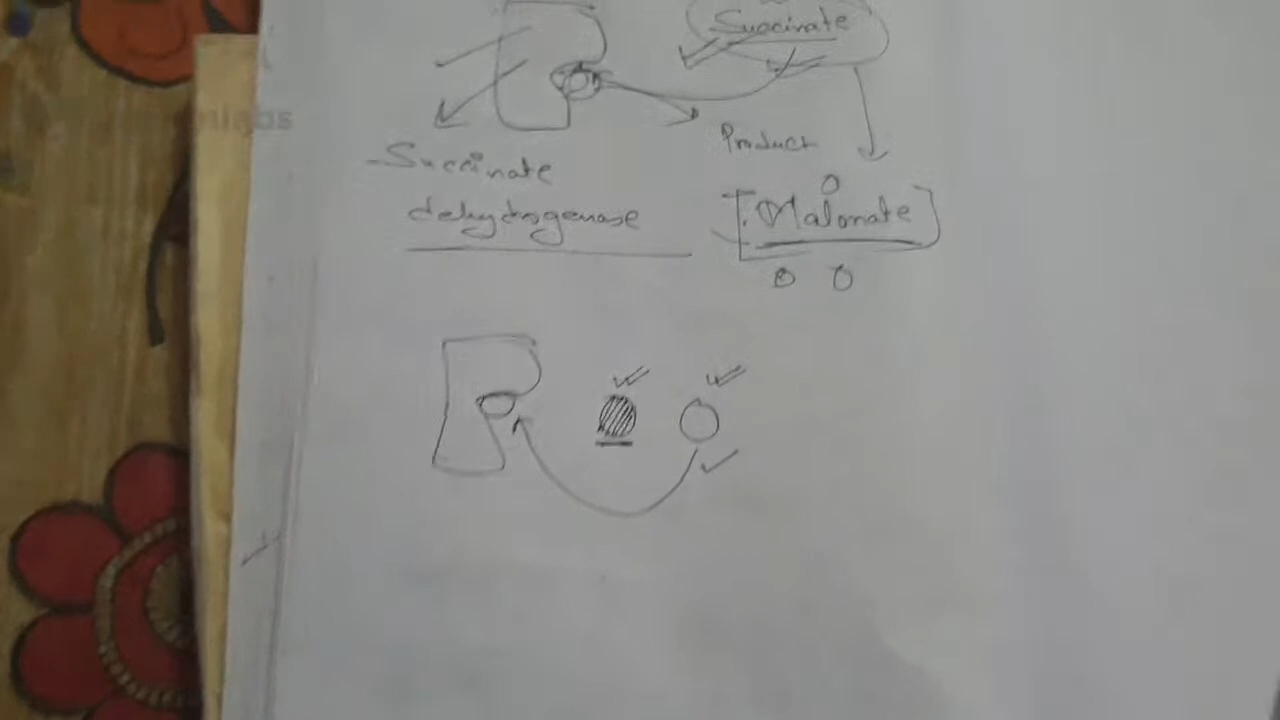 Succinate
Product
Succinate
dehydrogenase
Malonate